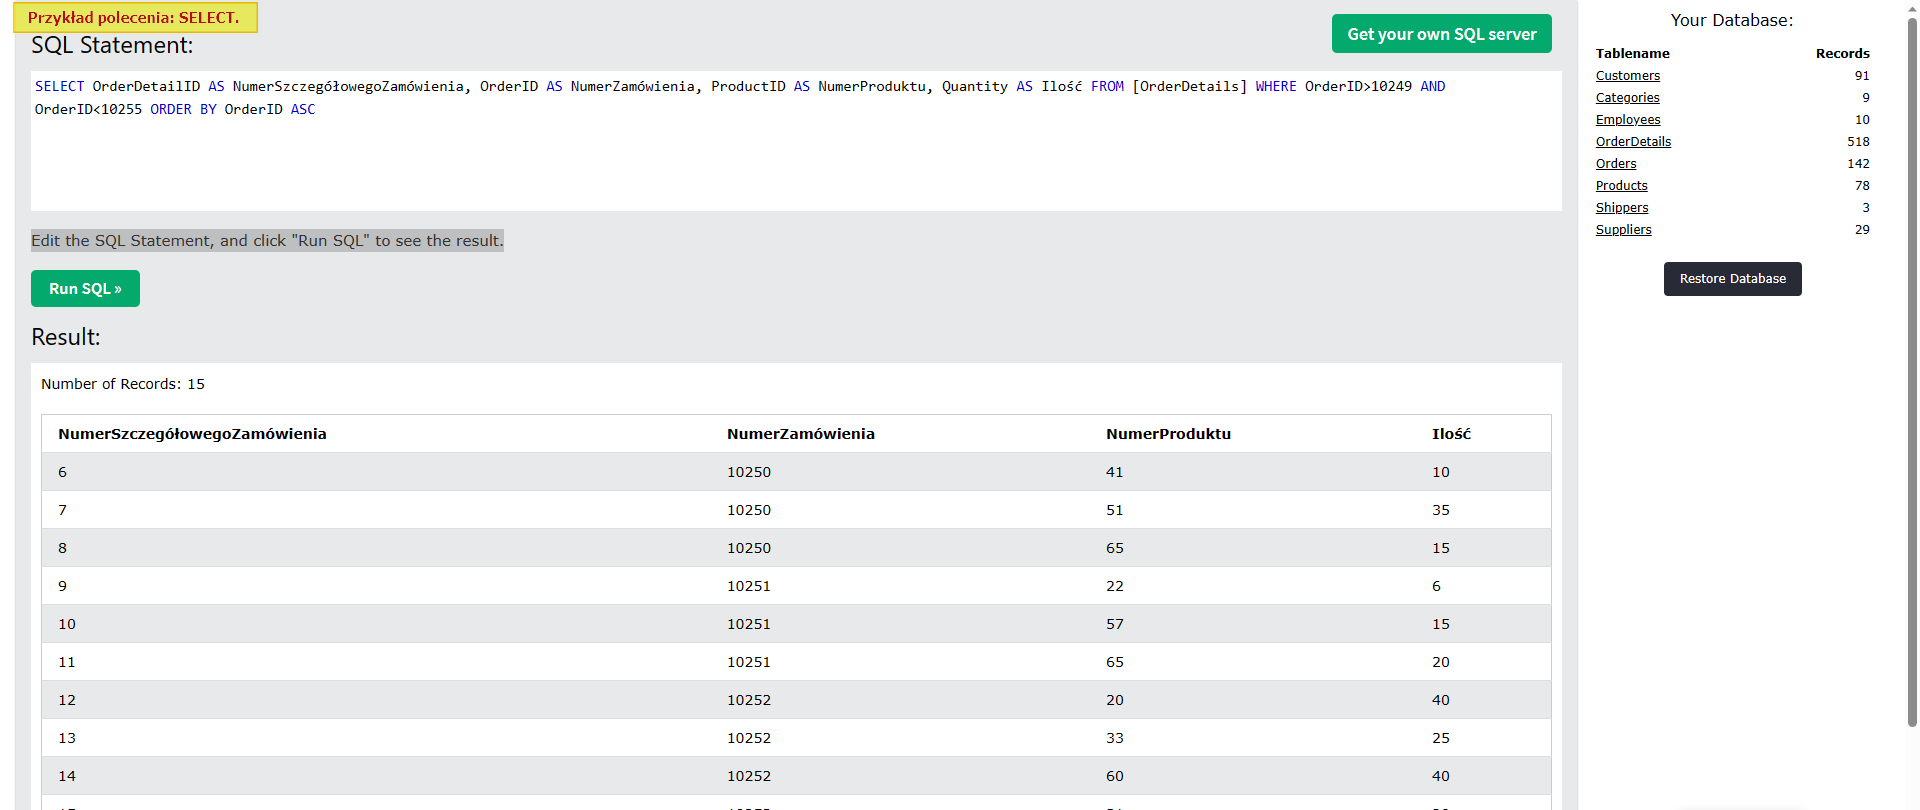 Przykład polecenia: SELECT.
SQL Statement:
Get your own SQL server
SELECT OrderDetailID AS NumerSzczegółowegoZamówienia, OrderID AS NumerZamówienia, ProductID AS NumerProduktu, Quantity AS Ilość FROM [OrderDetails] WHERE OrderID>10249 AND
OrderID<10255 ORDER BY OrderID ASC
Edit the SQL Statement, and click "Run SQL" to see the result.
Run SQL »
Result:
Number of Records: 15
NumerSzczegółowegoZamówienia NumerZamówienia NumerProduktu Ilość
6 10250 41 10
7 10250 51 35
8 10250 65 15
9 10251 22 6
10 10251 57 15
11 10251 65 20
12 10252 20 40
13 10252 33 25
14 10252 60 40
Your Database:
Tablename Records
Customers 91
Categories 9
Employees 10
OrderDetails 518
Orders 142
Products 78
Shippers 3
Suppliers 29
Restore Database